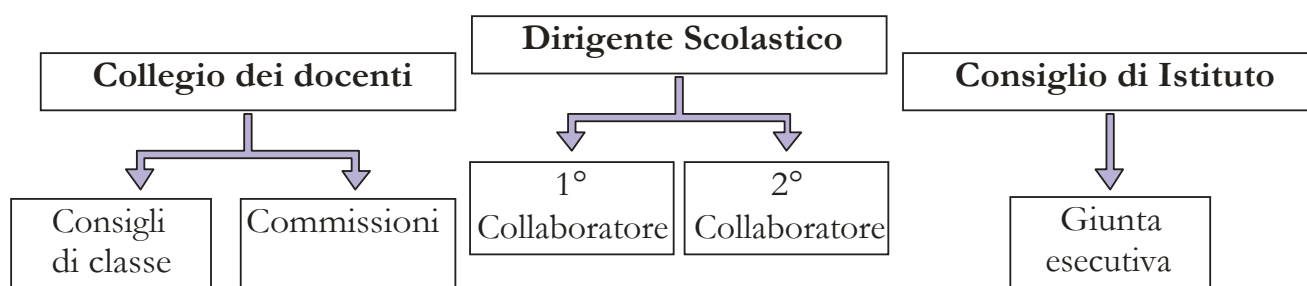 Dirigente Scolastico
Collegio dei docenti
Consiglio di Istituto
Consigli
di classe
Commissioni
1°
Collaboratore
2°
Collaboratore
Giunta
esecutiva